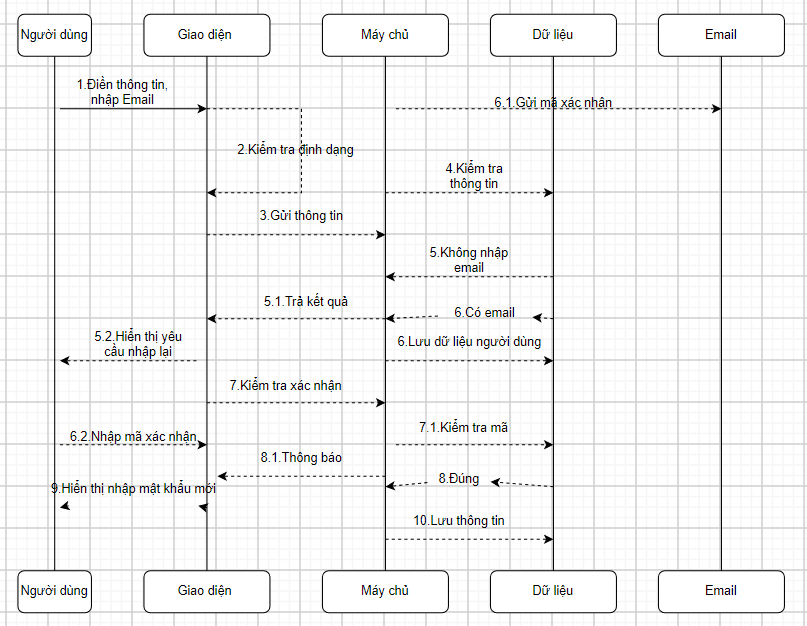 Người dùng
Giao diện
Máy chủ
Dữ liệu
Email
1.Điền thông tin,
nhập Email
6.1.Gửi mã xác nhận
2.Kiểm tra định dạng
4.Kiểm tra
thông tin
3.Gửi thông tin
5.Không nhập
email
5.1.Trả kết quả
6.Có email
5.2.Hiển thị yêu
cầu nhập lại
6.Lưu dữ liệu người dùng
7.Kiểm tra xác nhận
7.1.Kiểm tra mã
6.2.Nhập mã xác nhận
8.1.Thông báo
8.Đúng
9.Hiển thị nhập mật khẩu mới
10.Lưu thông tin
Người dùng
Giao diện
Máy chủ
Dữ liệu
Email